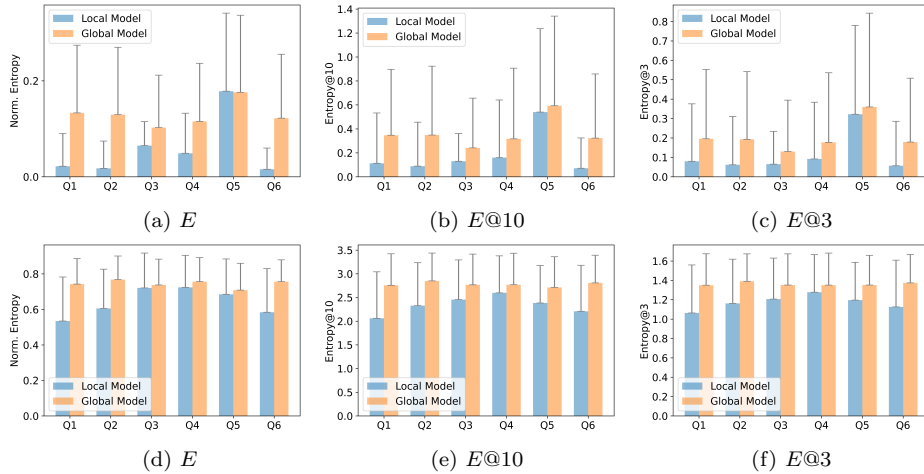 Norm. Entropy
0.2
0.0
Local Model
Global Model
Q1 Q2 Q3 Q4 Q5 Q6
(a) E
Entropy@10
1.4
1.2
1.0
0.8
0.6
0.4
0.2
0.0
Local Model
Global Model
Q1 Q2 Q3 Q4 Q5 Q6
(b) E@10
Entropy@3
0.8
0.7
0.6
0.5
0.4
0.3
0.2
0.1
0.0
Local Model
Global Model
Q1 Q2 Q3 Q4 Q5 Q6
(c) E@3
Norm. Entropy
0.8
0.6
0.4
0.2
0.0
Local Model
Global Model
Q1 Q2 Q3 Q4 Q5 Q6
(d) E
Entropy@10
3.5
3.0
2.5
2.0
1.5
1.0
0.5
0.0
Local Model
Global Model
Q1 Q2 Q3 Q4 Q5 Q6
(e) E@10
Entropy@3
1.6
1.4
1.2
1.0
0.8
0.6
0.4
0.2
0.0
Local Model
Global Model
Q1 Q2 Q3 Q4 Q5 Q6
(f) E@3